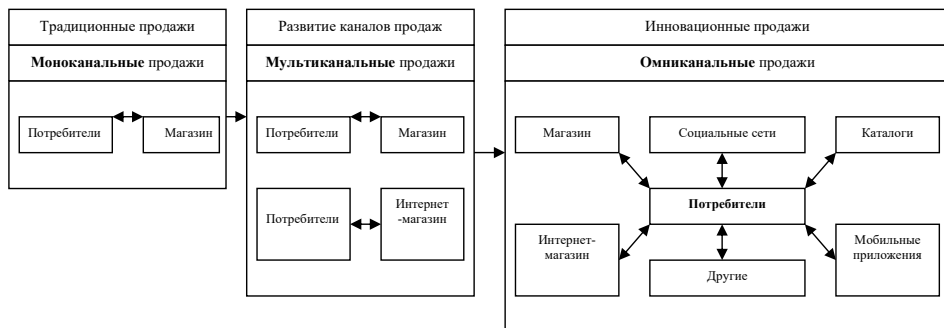 Традиционные продажи
Моноканальные продажи
Потребители
Магазин
Развитие каналов продаж
Мультиканальные продажи
Потребители
Магазин
Потребители
Интернет
-магазин
Инновационные продажи
Омниканальные продажи
Магазин
Социальные сети
Каталоги
Потребители
Интернет-
магазин
Другие
Мобильные
приложения